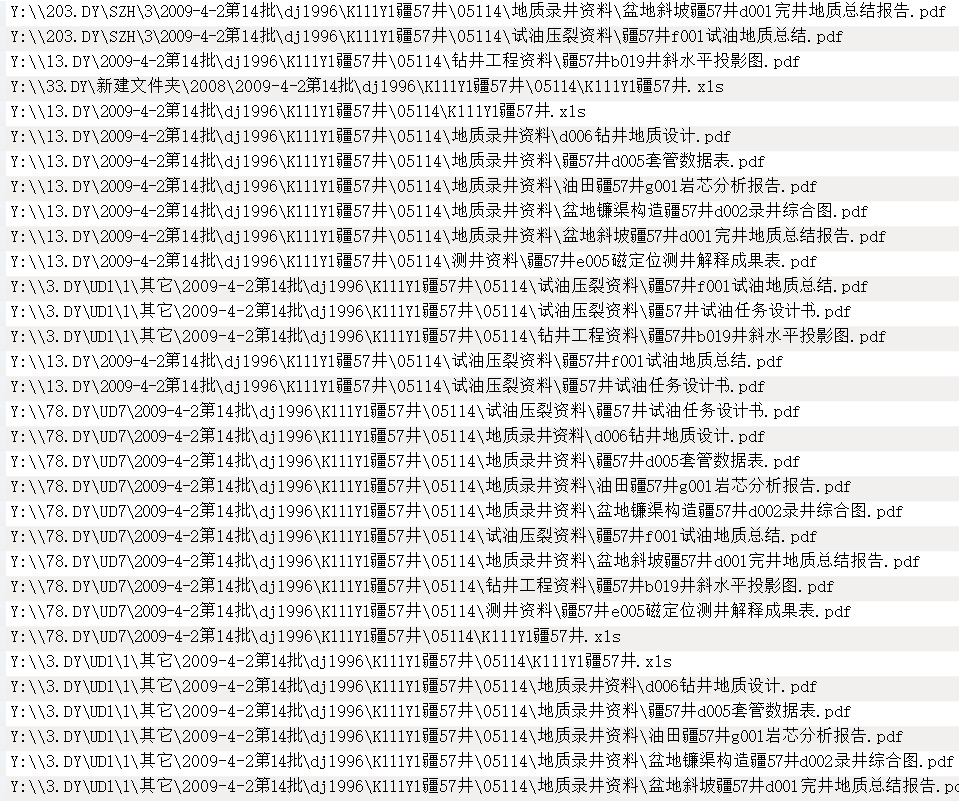 Y:\\203.DY\SZH\3\2009-4-2第14批\dj1996\K111Y1疆57井\05114\地质录井资料\盆地斜坡疆57井d001完井地质总结报告.pdf
Y:\\203.DY\SZH\3\2009-4-2第14批\dj1996\K111Y1疆57井\05114\试油压裂资料\疆57井f001试油地质总结.pdf
Y:\\13.DY\2009-4-2第14批\dj1996\K111Y1疆57井\05114\钻井工程资料\疆57井b019井斜水平投影图.pdf
Y:\\33.DY\新建文件夹\2008\2009-4-2第14批\dj1996\K111Y1疆57井\05114\K111Y1疆57井.xls
Y:\\13.DY\2009-4-2第14批\dj1996\K111Y1疆57井\05114\K111Y1疆57井.xls
Y:\\13.DY\2009-4-2第14批\dj1996\K111Y1疆57井\05114\地质录井资料\d006钻井地质设计.pdf
Y:\\13.DY\2009-4-2第14批\dj1996\K111Y1疆57井\05114\地质录井资料\疆57井d005套管数据表.pdf
Y:\\13.DY\2009-4-2第14批\dj1996\K111Y1疆57井\05114\地质录井资料\油田疆57井g001岩芯分析报告.pdf
Y:\\13.DY\2009-4-2第14批\dj1996\K111Y1疆57井\05114\地质录井资料\盆地镰渠构造疆57井d002录井综合图.pdf
Y:\\13.DY\2009-4-2第14批\dj1996\K111Y1疆57井\05114\地质录井资料\盆地斜坡疆57井d001完井地质总结报告.pdf
Y:\\13.DY\2009-4-2第14批\dj1996\K111Y1疆57井\05114\测井资料\疆57井e005磁定位测井解释成果表.pdf
Y:\\3.DY\UD1\1\其它\2009-4-2第14批\dj1996\K111Y1疆57井\05114\试油压裂资料\疆57井f001试油地质总结.pdf
Y:\\3.DY\UD1\1\其它\2009-4-2第14批\dj1996\K111Y1疆57井\05114\试油压裂资料\疆57井试油任务设计书.pdf
Y:\\3.DY\UD1\1\其它\2009-4-2第14批\dj1996\K111Y1疆57井\05114\钻井工程资料\疆57井b019井斜水平投影图.pdf
Y:\\13.DY\2009-4-2第14批\dj1996\K111Y1疆57井\05114\试油压裂资料\疆57井f001试油地质总结.pdf
Y:\\13.DY\2009-4-2第14批\dj1996\K111Y1疆57井\05114\试油压裂资料\疆57井试油任务设计书.pdf
Y:\\78.DY\UD7\2009-4-2第14批\dj1996\K111Y1疆57井\05114\试油压裂资料\疆57井试油任务设计书.pdf
Y:\\78.DY\UD7\2009-4-2第14批\dj1996\K111Y1疆57井\05114\地质录井资料\d006钻井地质设计.pdf
Y:\\78.DY\UD7\2009-4-2第14批\dj1996\K111Y1疆57井\05114\地质录井资料\疆57井d005套管数据表.pdf
Y:\\78.DY\UD7\2009-4-2第14批\dj1996\K111Y1疆57井\05114\地质录井资料\油田疆57井g001岩芯分析报告.pdf
Y:\\78.DY\UD7\2009-4-2第14批\dj1996\K111Y1疆57井\05114\地质录井资料\盆地镰渠构造疆57井d002录井综合图.pdf
Y:\\78.DY\UD7\2009-4-2第14批\dj1996\K111Y1疆57井\05114\试油压裂资料\疆57井f001试油地质总结.pdf
Y:\\78.DY\UD7\2009-4-2第14批\dj1996\K111Y1疆57井\05114\地质录井资料\盆地斜坡疆57井d001完井地质总结报告.pdf
Y:\\78.DY\UD7\2009-4-2第14批\dj1996\K111Y1疆57井\05114\钻井工程资料\疆57井b019井斜水平投影图.pdf
Y:\\78.DY\UD7\2009-4-2第14批\dj1996\K111Y1疆57井\05114\测井资料\疆57井e005磁定位测井解释成果表.pdf
Y:\\78.DY\UD7\2009-4-2第14批\dj1996\K111Y1疆57井\05114\K111Y1疆57井.xls
Y:\\3.DY\UD1\1\其它\2009-4-2第14批\dj1996\K111Y1疆57井\05114\K111Y1疆57井.xls
Y:\\3.DY\UD1\1\其它\2009-4-2第14批\dj1996\K111Y1疆57井\05114\地质录井资料\d006钻井地质设计.pdf
Y:\\3.DY\UD1\1\其它\2009-4-2第14批\dj1996\K111Y1疆57井\05114\地质录井资料\疆57井d005套管数据表.pdf
Y:\\3.DY\UD1\1\其它\2009-4-2第14批\dj1996\K111Y1疆57井\05114\地质录井资料\油田疆57井g001岩芯分析报告.pdf
Y:\\3.DY\UD1\1\其它\2009-4-2第14批\dj1996\K111Y1疆57井\05114\地质录井资料\盆地镰渠构造疆57井d002录井综合图.pdf
Y:\\3.DY\UD1\1\其它\2009-4-2第14批\dj1996\K111Y1疆57井\05114\地质录井资料\盆地斜坡疆57井d001完井地质总结报告.pd